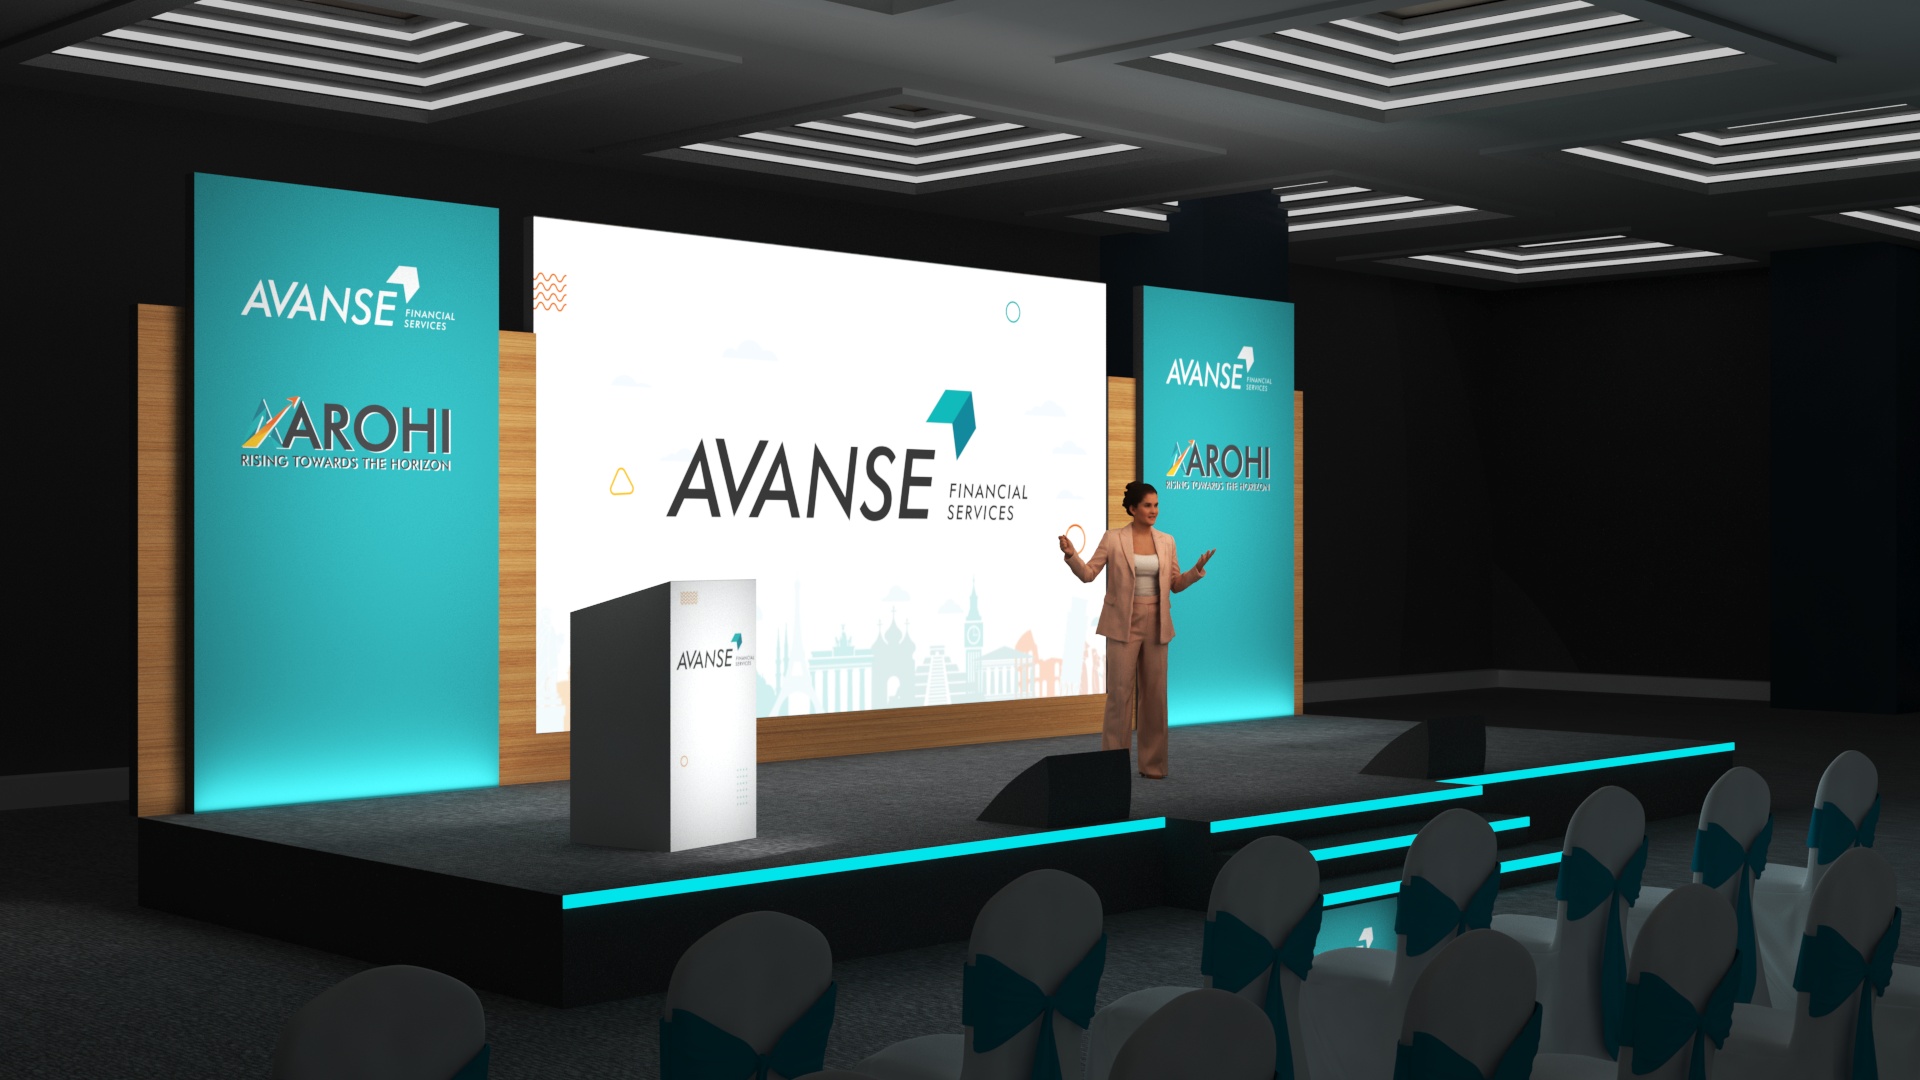 AVANSE
FINANCIAL
SERVICES
AROHI
RISING TOWARDS THE HORIZON
AVANSE
FINANCIAL
SERVICES
AVANSE
FINANCIAL
SERVICES
AROHI
RISING TOWARDS THE HORIZON
AVANSE
FINANCIAL
SERVICES